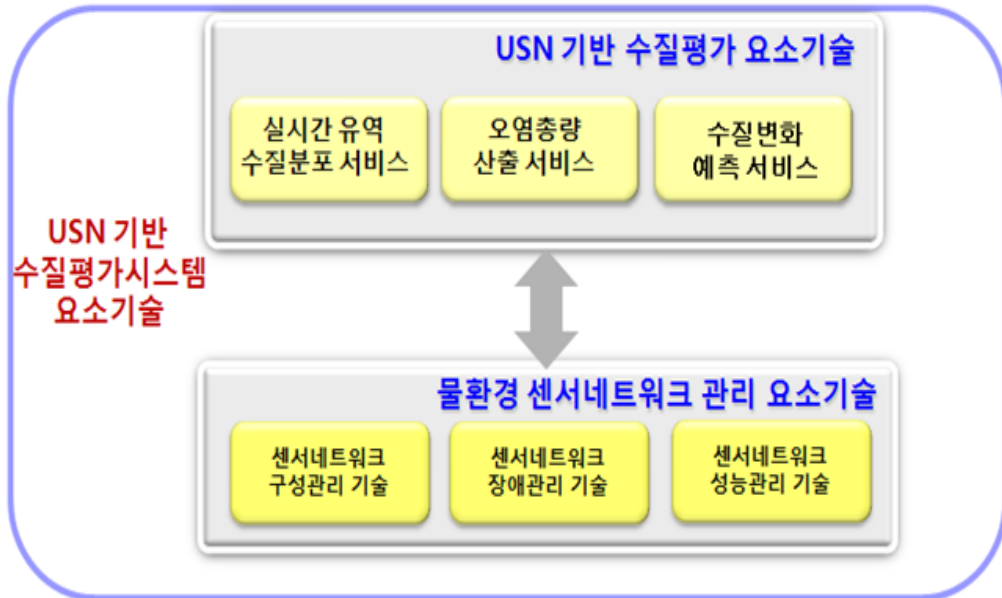 USN 기반 수질평가 요소기술
실시간 유역
수질분포 서비스
오염총량
산출 서비스
수질변화
예측 서비스
USN 기반
수질평가시스템
요소기술
물환경 센서네트워크 관리 요소기술
센서네트워크
구성관리 기술
센서네트워크
장애관리 기술
센서네트워크
성능관리 기술